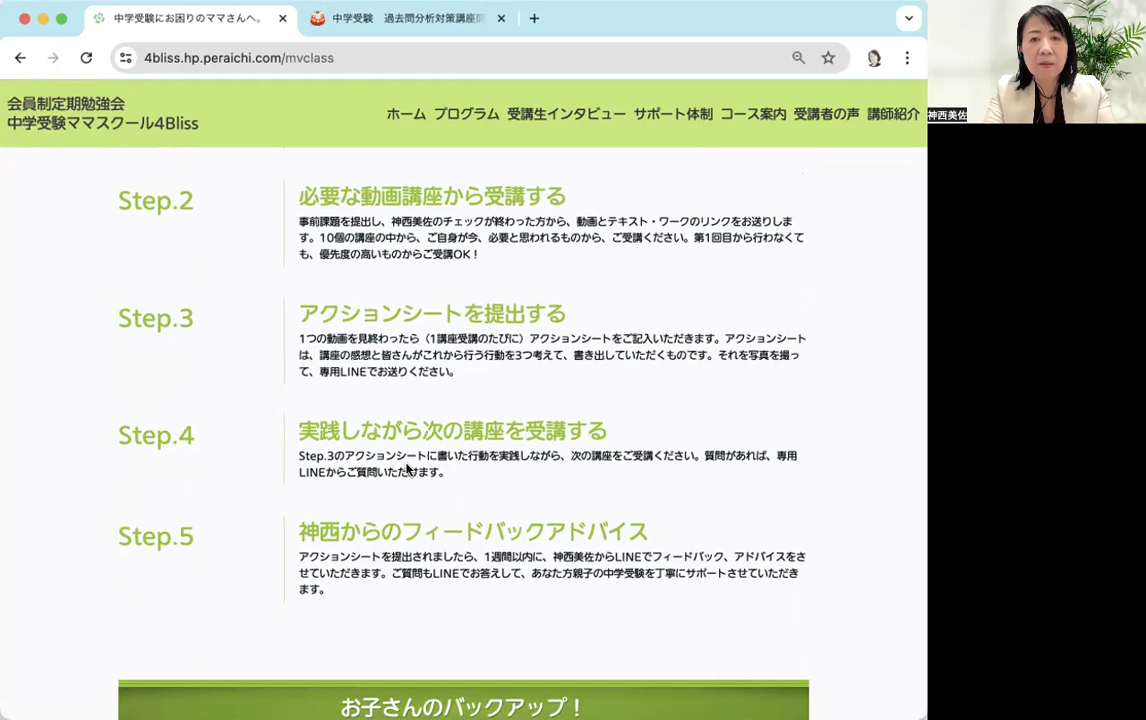 中学受験にお困りのママさんへ。
中学受験 過去問分析対策講座
4bliss.hp.peraichi.com/mvclass
会員制定期勉強会
中学受験ママスクール4Bliss
ホーム プログラム 受講生インタビュー サポート体制 コース案内 受講者の声 講師紹介
神西美佐
Step.2
必要な動画講座から受講する
事前課題を提出し、神西美佐のチェックが終わった方から、動画とテキスト・ワークのリンクをお送りしま
す。10個の講座の中から、ご自身が今、必要と思われるものから、ご受講ください。第1回目から行わなくて
も、優先度の高いものからご受講OK！
Step.3
アクションシートを提出する
1つの動画を見終わったら（1講座受講のたびに）アクションシートをご記入いただきます。アクションシート
は、講座の感想と皆さんがこれから行う行動を3つ考えて、書き出していただくものです。それを写真を撮っ
て、専用LINEでお送りください。
Step.4
実践しながら次の講座を受講する
Step.3のアクションシートに書いた行動を実践しながら、次の講座をご受講ください。質問があれば、専用
LINEからご質問いただけます。
Step.5
神西からのフィードバックアドバイス
アクションシートを提出されましたら、1週間以内に、神西美佐からLINEでフィードバック、アドバイスをさ
せていただきます。ご質問もLINEでお答えして、あなた方親子の中学受験を丁寧にサポートさせていただき
ます。
お子さんのバックアップ！